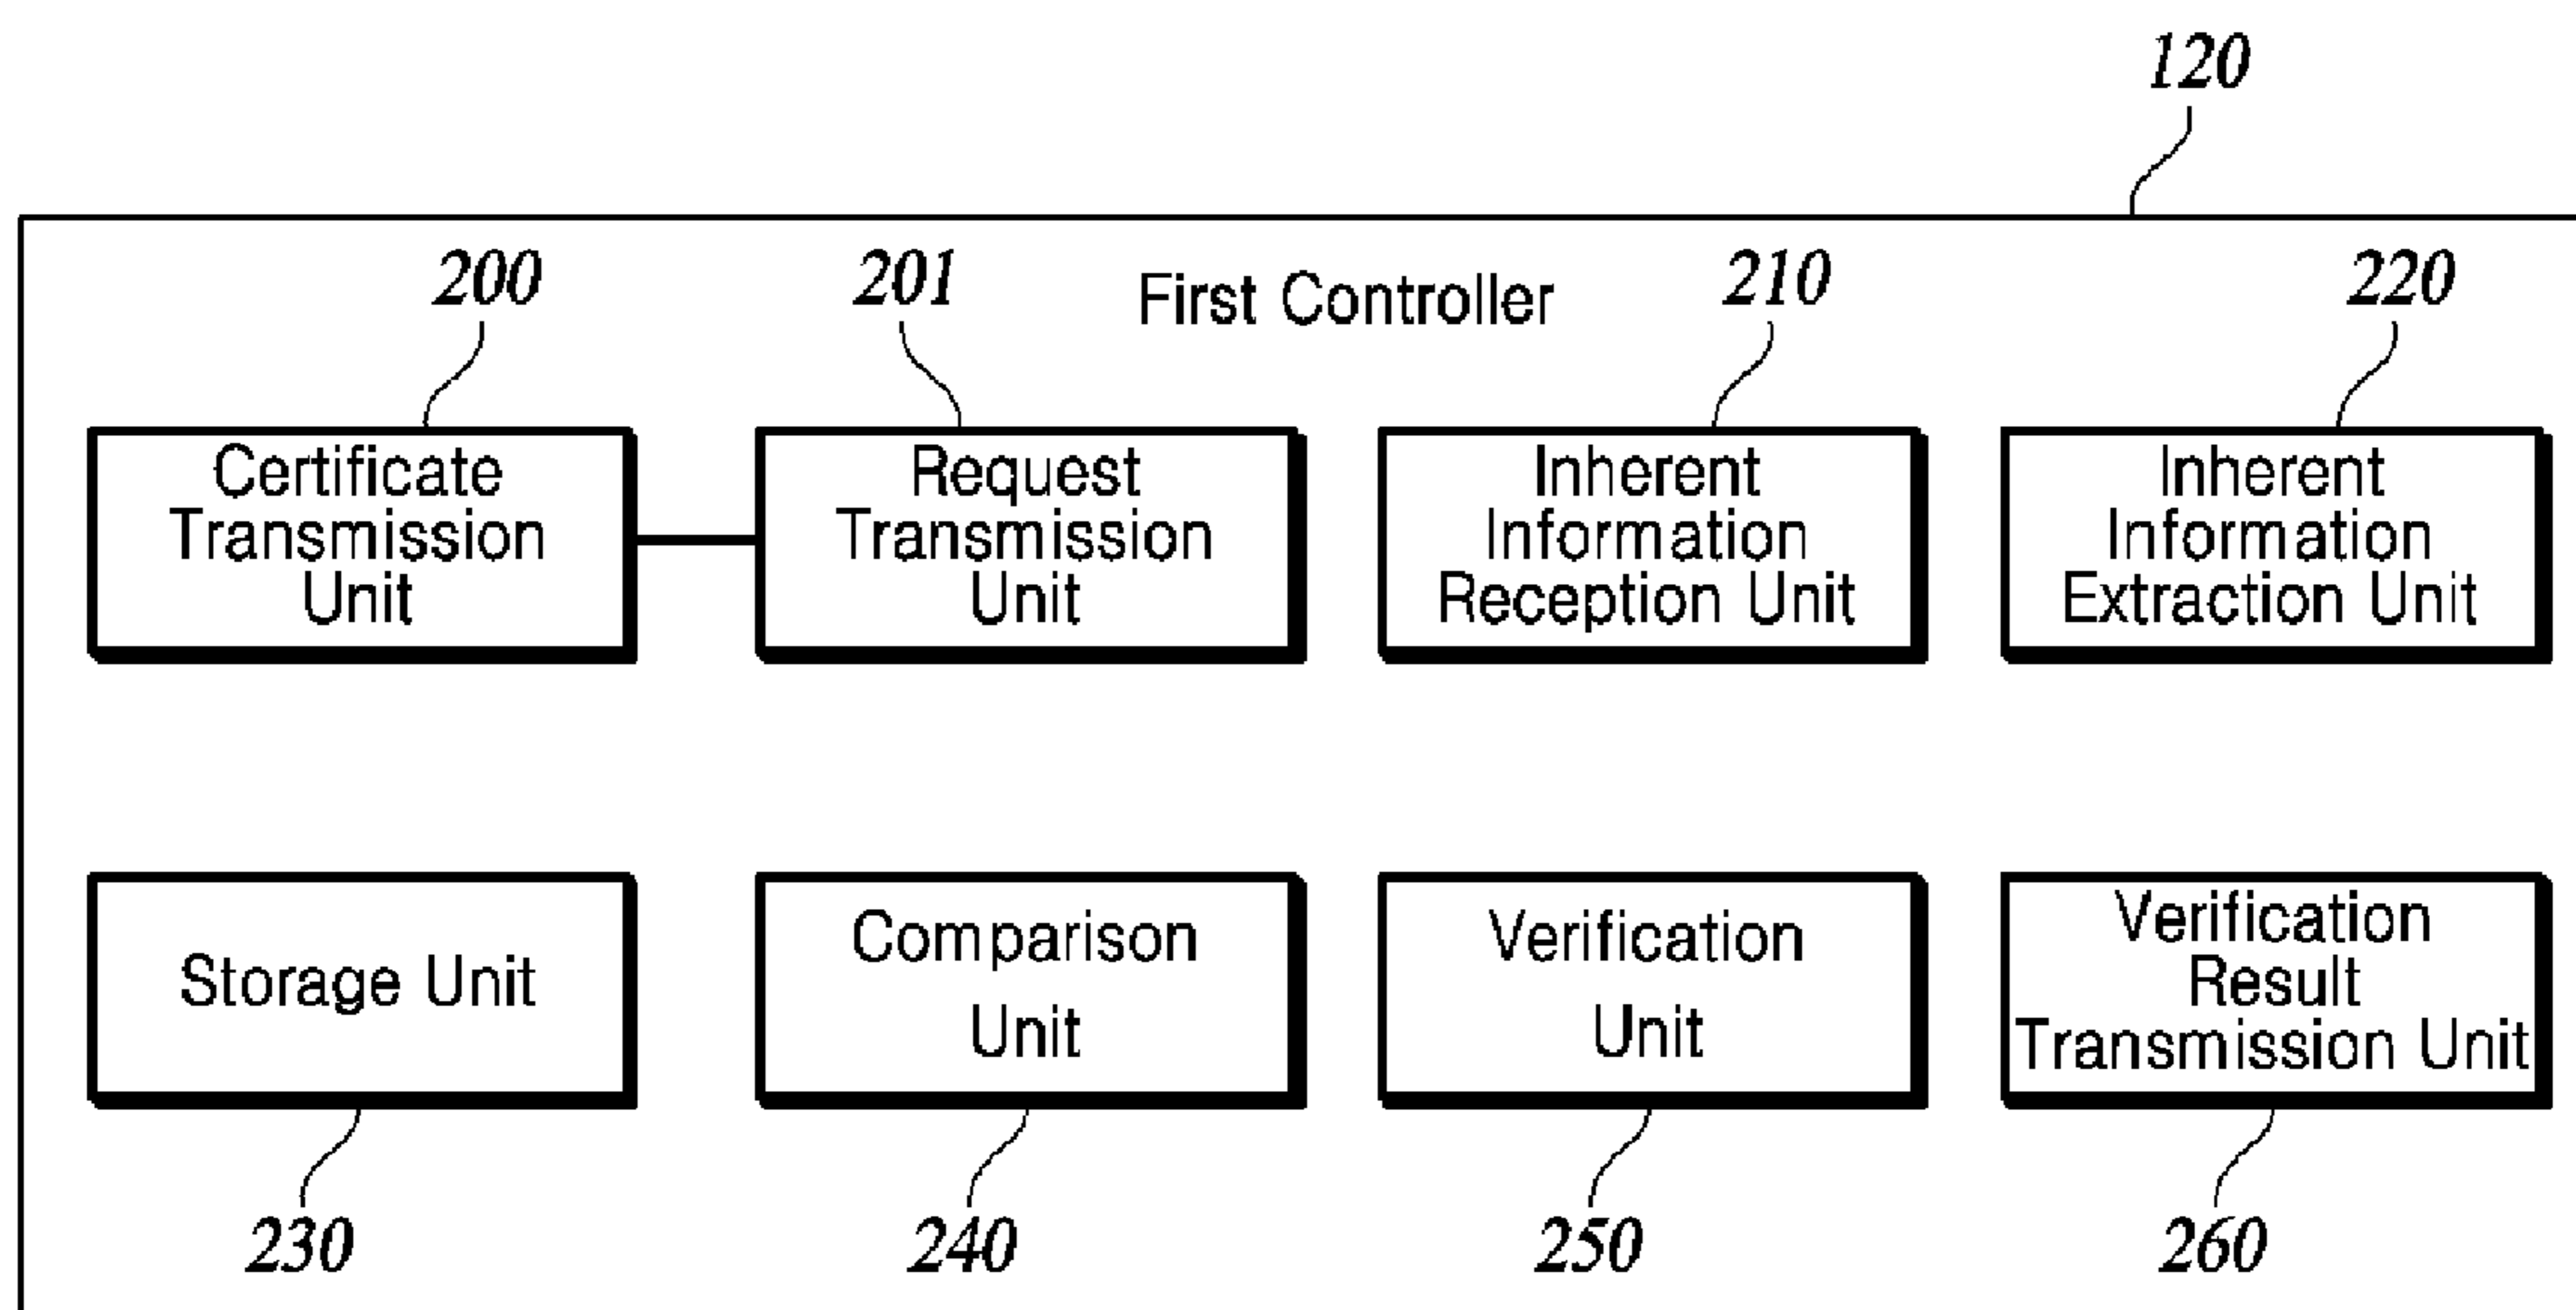 120
200
201
First Controller
210
220
Certificate
Transmission
Unit
Request
Transmission
Unit
Inherent
Information
Reception Unit
Inherent
Information
Extraction Unit
Storage Unit
Comparison
Unit
Verification
Unit
Verification
Result
Transmission Unit
230
240
250
260